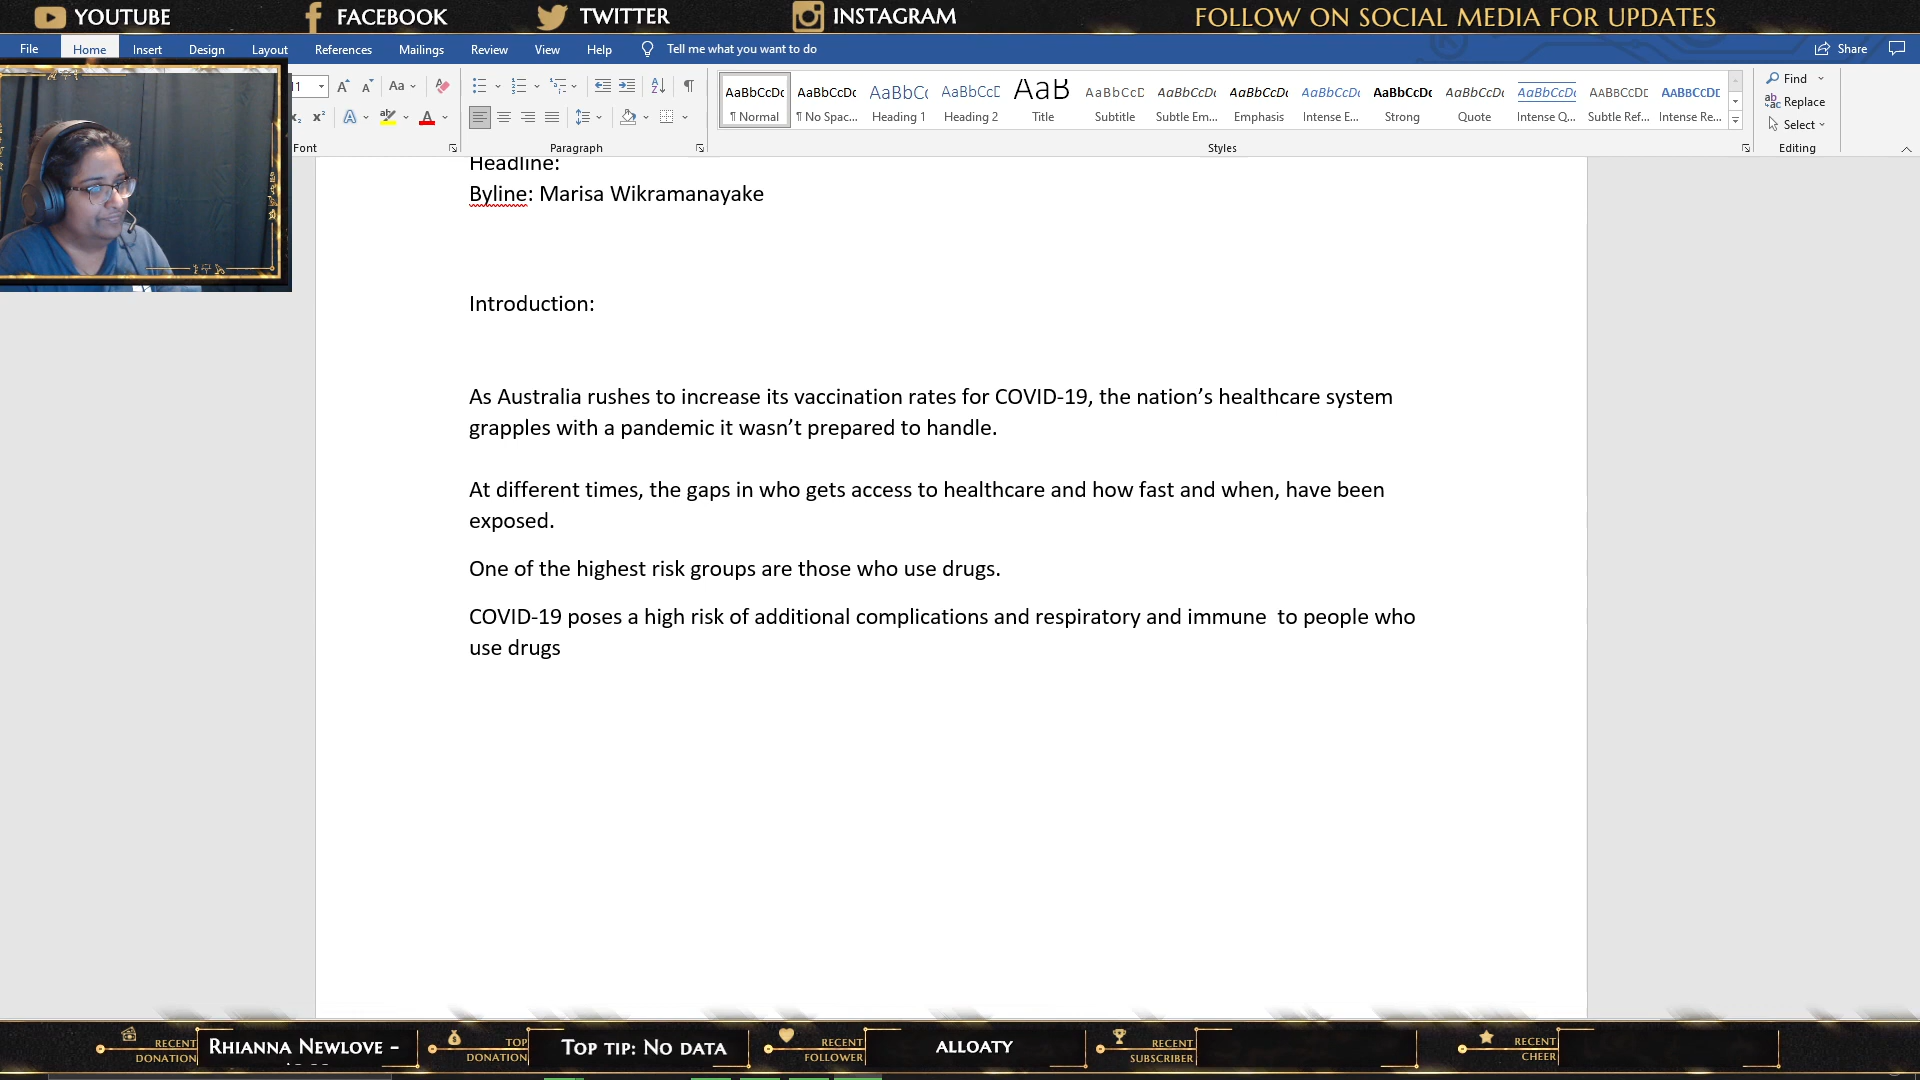 YOUTUBE FACEBOOK TWITTER INSTAGRAM FOLLOW ON SOCIAL MEDIA FOR UPDATES
File Home Insert Design Layout References Mailings Review View Help Tell me what you want to do Share
Aa
AaBbCcDc AaBbCcDc AaBbC AaBbCcD AaB AaBbCcD AaBbCcDc AaBbCcDc AaBbCcDc AaBbCcDc AaBbCcDc AaBbCcDc AaBbCcDc AaBbCcDc
¶ Normal ¶ No Spac... Heading 1 Heading 2 Title Subtitle Subtle Em... Emphasis Intense E... Strong Quote Intense Q... Subtle Ref... Intense Re...
Find
Replace
Select
Font Paragraph Styles Editing
Headline:
Byline: Marisa Wikramanayake
Introduction:
As Australia rushes to increase its vaccination rates for COVID-19, the nation’s healthcare system
grapples with a pandemic it wasn’t prepared to handle.
At different times, the gaps in who gets access to healthcare and how fast and when, have been
exposed.
One of the highest risk groups are those who use drugs.
COVID-19 poses a high risk of additional complications and respiratory and immune  to people who
use drugs
RECENT DONATION Rhianna Newlove -
TOP DONATION Top tip: No data
RECENT FOLLOWER ALLOATY
RECENT SUBSCRIBER
RECENT CHEER